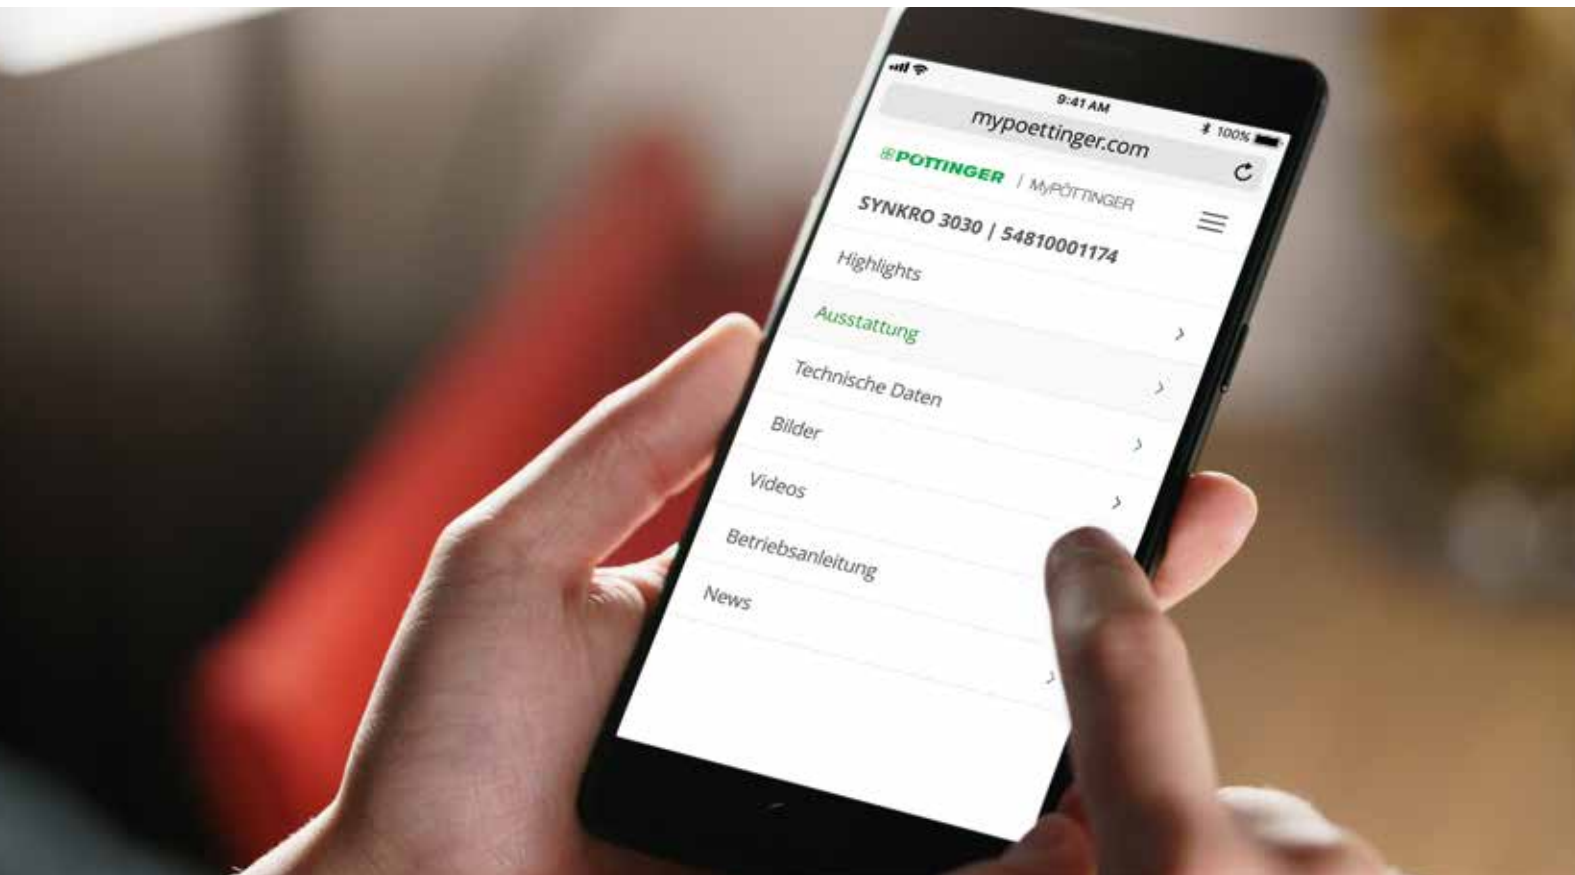 9:41 AM
100%
mypoettinger.com
PÖTTINGER | MyPÖTTINGER
SYNKRO 3030 | 54810001174
Highlights
Ausstattung
Technische Daten
Bilder
Videos
Betriebsanleitung
News